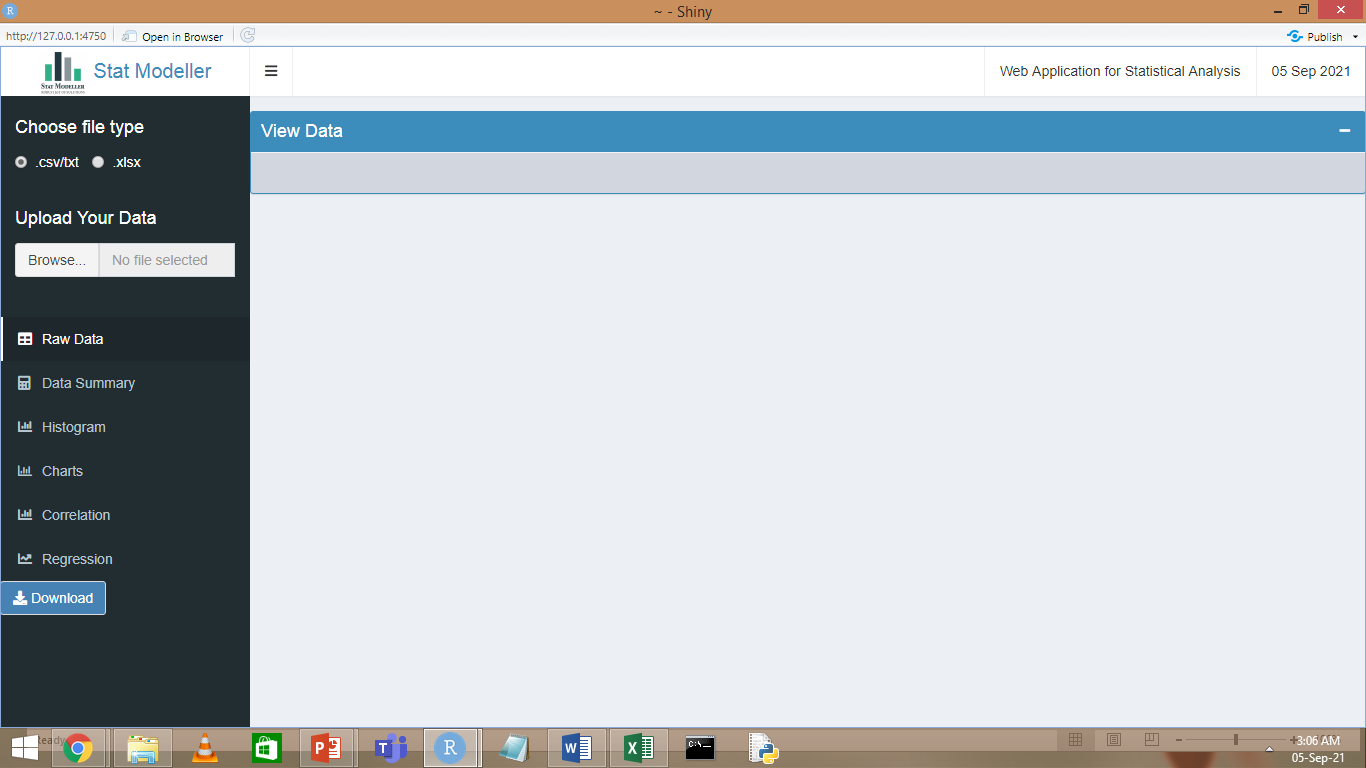 ~ - Shiny
http://127.0.0.1:4750 Open in Browser Publish
STAT MODELLER
Stat Modeller
Web Application for Statistical Analysis
05 Sep 2021
Choose file type
.csv/txt .xlsx
Upload Your Data
Browse... No file selected
Raw Data
Data Summary
Histogram
Charts
Correlation
Regression
Download
View Data
Ready
3:06 AM
05-Sep-21